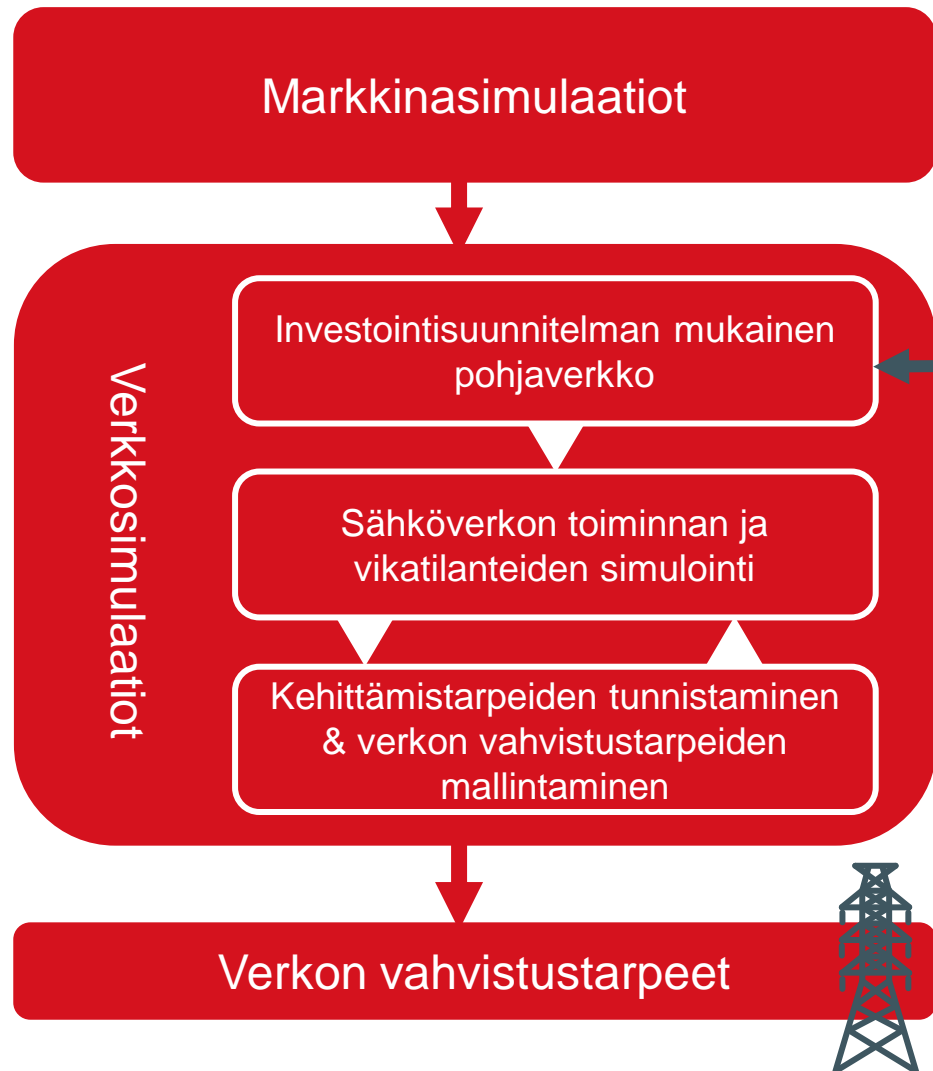 Markkinasimulaatiot
Verkkosimulaatiot
Investointisuunnitelman mukainen
pohjaverkko
Sähköverkon toiminnan ja
vikatilanteiden simulointi
Kehittämistarpeiden tunnistaminen
& verkon vahvistustarpeiden
mallintaminen
Verkon vahvistustarpeet